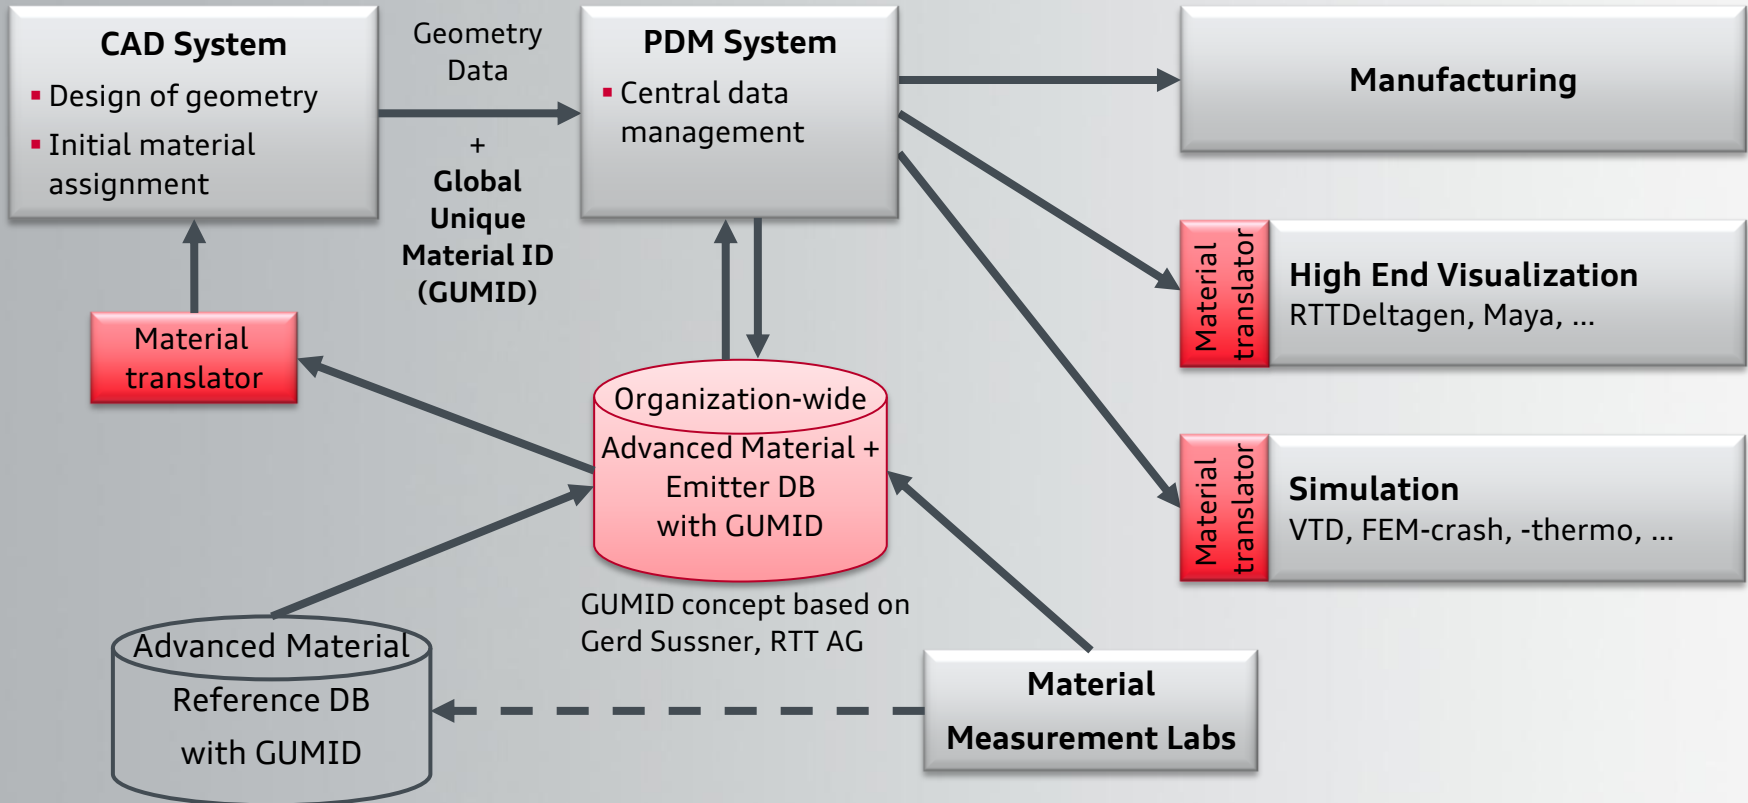 CAD System
▪ Design of geometry
▪ Initial material
assignment
Geometry
Data
+
Global
Unique
Material ID
(GUMID)
PDM System
▪ Central data
management
Manufacturing
Material
translator
High End Visualization
RTTDeltagen, Maya, ...
Material
translator
Simulation
VTD, FEM-crash, -thermo, ...
Material
translator
Organization-wide
Advanced Material +
Emitter DB
with GUMID
GUMID concept based on
Gerd Sussner, RTT AG
Advanced Material
Reference DB
with GUMID
Material
Measurement Labs